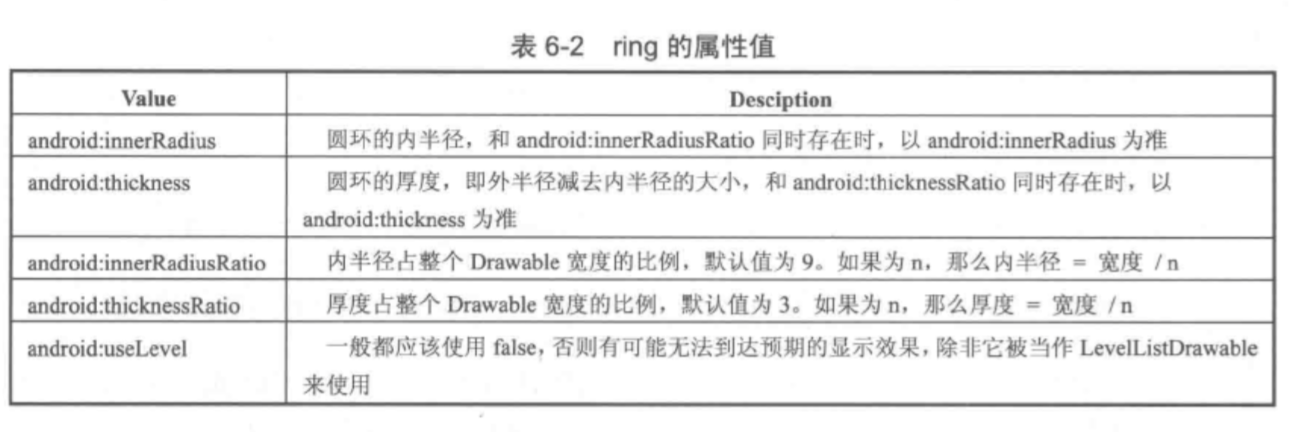 表 6-2 ring 的属性值
Value Desciption
android:innerRadius 圆环的内半径，和 android:innerRadiusRatio 同时存在时，以 android:innerRadius 为准
android:thickness 圆环的厚度，即外半径减去内半径的大小，和 android:thicknessRatio 同时存在时，以
android:thickness 为准
android:innerRadiusRatio 内半径占整个 Drawable 宽度的比例，默认值为 9。如果为 n，那么内半径 = 宽度 / n
android:thicknessRatio 厚度占整个 Drawable 宽度的比例，默认值为 3。如果为 n，那么厚度 = 宽度 / n
android:useLevel 一般都应该使用 false，否则有可能无法到达预期的显示效果，除非它被当作 LevelListDrawable
来使用